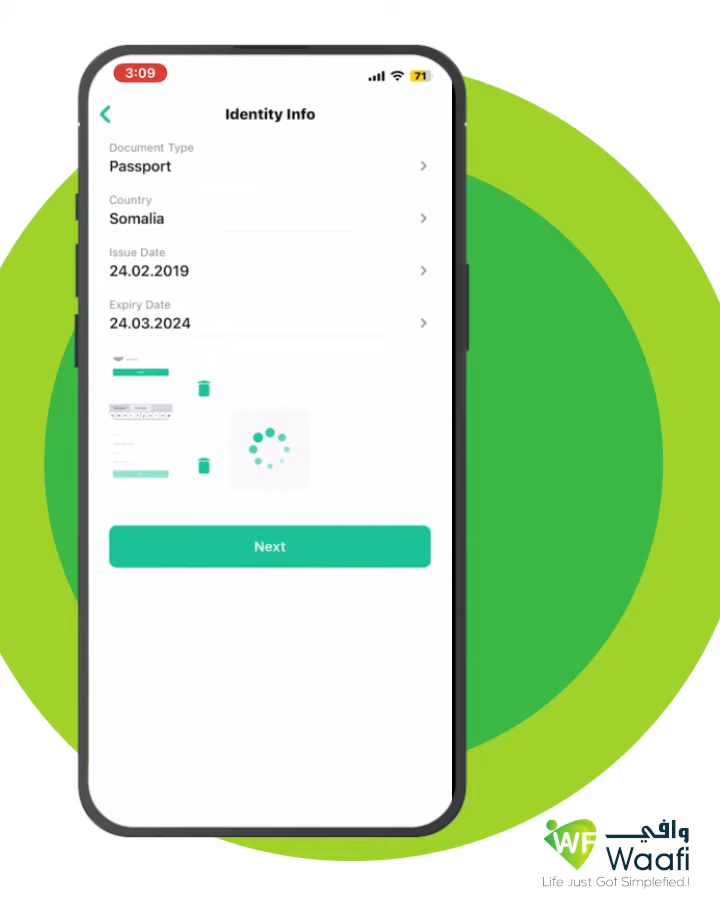 3:09
71
Identity Info
Document Type
Passport
Country
Somalia
Issue Date
24.02.2019
Expiry Date
24.03.2024
Next
WF وافي
Waafi
Life Just Got Simplefied.!